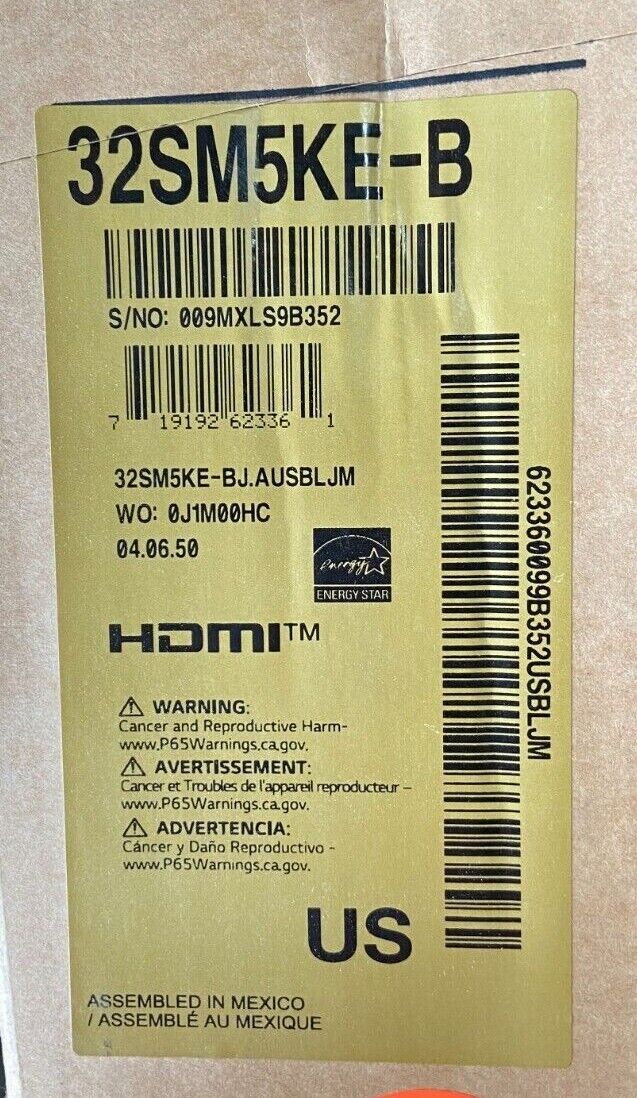 32SM5KE-B
S/NO: 009MXLS9B352
7 19192 62336 1
32SM5KE-BJ.AUSBLJM
WO: 0J1M00HC
04.06.50
energy
ENERGY STAR
HDMI™
⚠ WARNING:
Cancer and Reproductive Harm-
www.P65Warnings.ca.gov.
⚠ AVERTISSEMENT:
Cancer et Troubles de l'appareil reproducteur –
www.P65Warnings.ca.gov.
⚠ ADVERTENCIA:
Cáncer y Daño Reproductivo -
www.P65Warnings.ca.gov.
623360099B352USBLJM
US
ASSEMBLED IN MEXICO
/ ASSEMBLÉ AU MEXIQUE